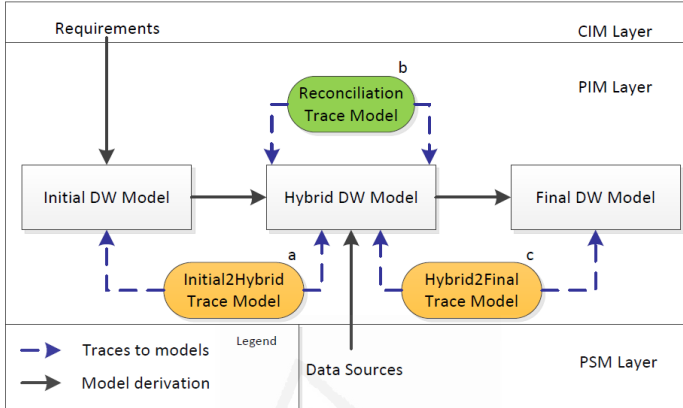 Requirements
CIM Layer
b
PIM Layer
Reconciliation
Trace Model
Initial DW Model
Hybrid DW Model
Final DW Model
a
Initial2Hybrid
Trace Model
c
Hybrid2Final
Trace Model
Legend
Traces to models
Model derivation
Data Sources
PSM Layer